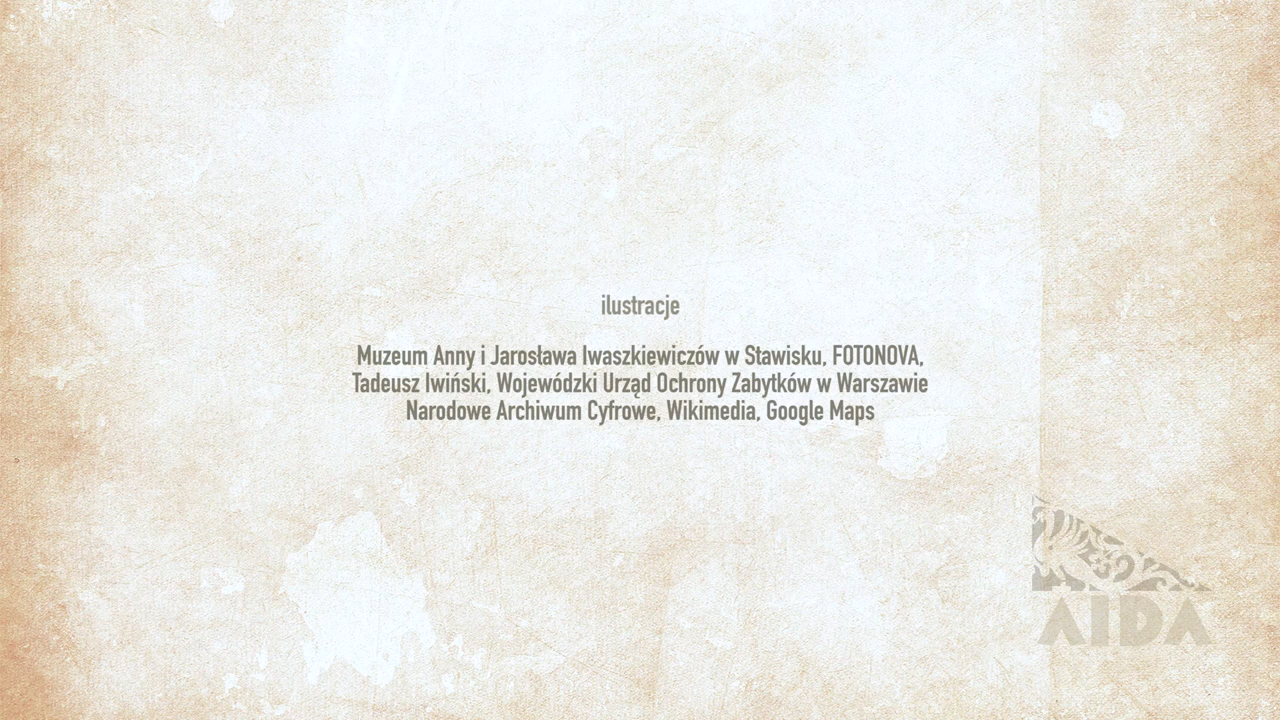 ilustracje
Muzeum Anny i Jarosława Iwaszkiewiczów w Stawisku, FOTONOVA,
Tadeusz Iwiński, Wojewódzki Urząd Ochrony Zabytków w Warszawie
Narodowe Archiwum Cyfrowe, Wikimedia, Google Maps
AIDA